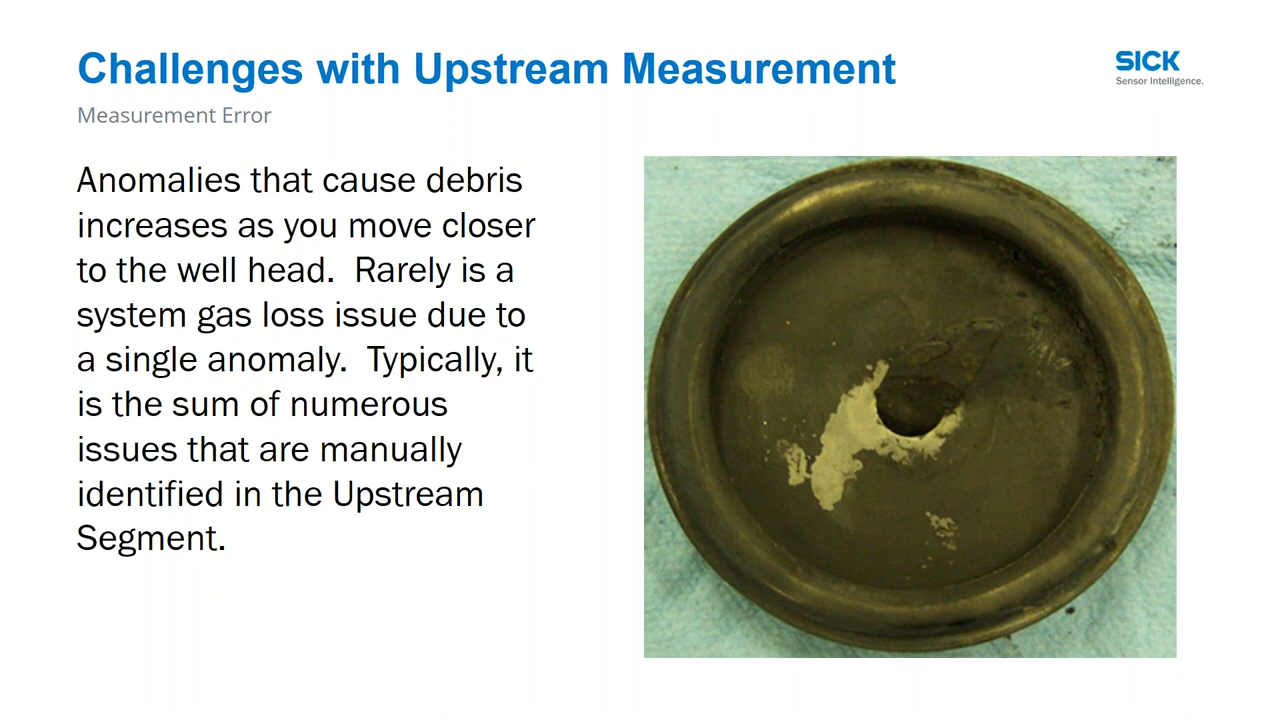 Challenges with Upstream Measurement
SICK
Sensor Intelligence.
Measurement Error
Anomalies that cause debris
increases as you move closer
to the well head.  Rarely is a
system gas loss issue due to
a single anomaly.  Typically, it
is the sum of numerous
issues that are manually
identified in the Upstream
Segment.